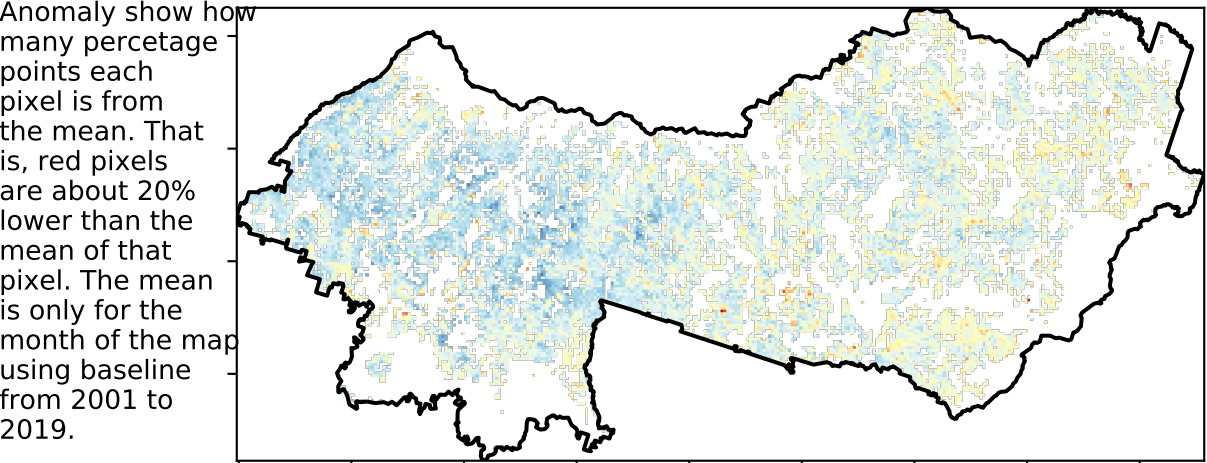 Anomaly show how
many percetage
points each
pixel is from
the mean. That
is, red pixels
are about 20%
lower than the
mean of that
pixel. The mean
is only for the
month of the map
using baseline
from 2001 to
2019.